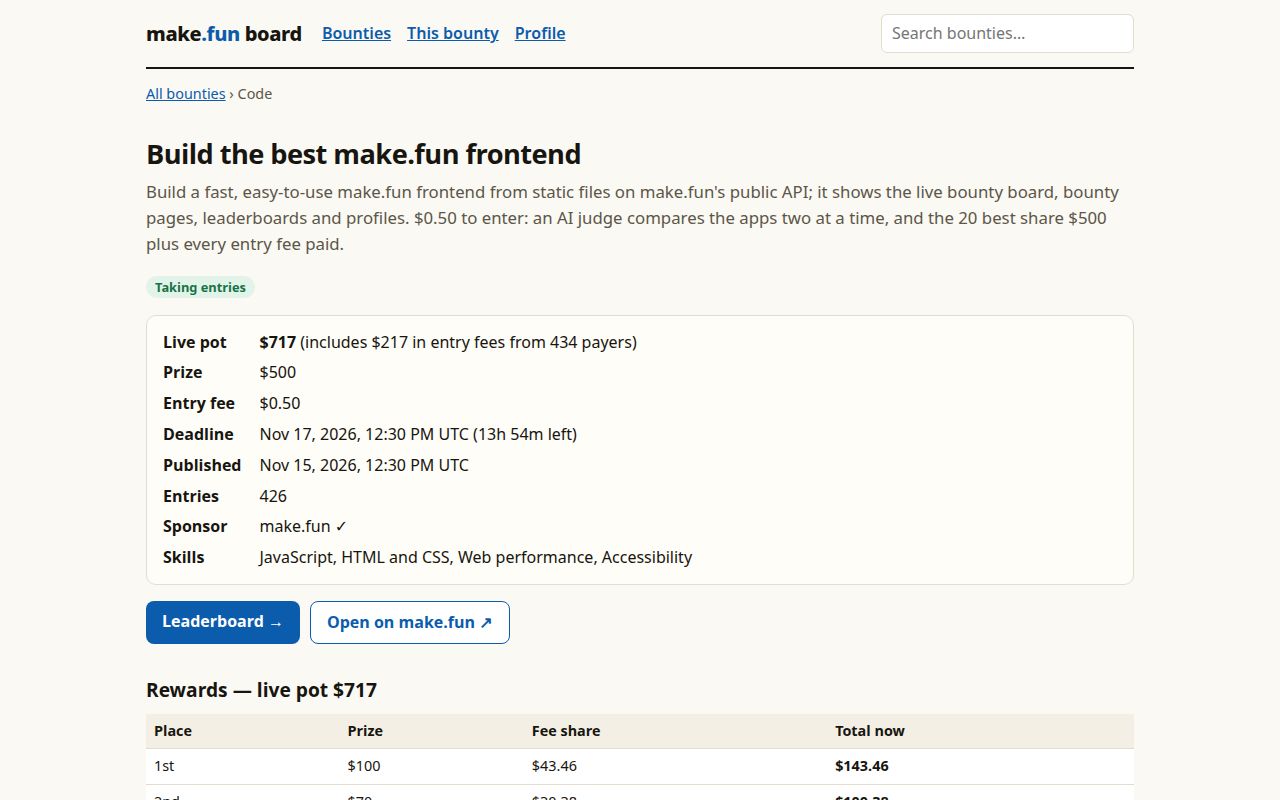 make.fun board Bounties This bounty Profile Search bounties...
All bounties › Code
Build the best make.fun frontend
Build a fast, easy-to-use make.fun frontend from static files on make.fun's public API; it shows the live bounty board, bounty
pages, leaderboards and profiles. $0.50 to enter: an AI judge compares the apps two at a time, and the 20 best share $500
plus every entry fee paid.
Taking entries
Live pot $717 (includes $217 in entry fees from 434 payers)
Prize $500
Entry fee $0.50
Deadline Nov 17, 2026, 12:30 PM UTC (13h 54m left)
Published Nov 15, 2026, 12:30 PM UTC
Entries 426
Sponsor make.fun ✓
Skills JavaScript, HTML and CSS, Web performance, Accessibility
Leaderboard → Open on make.fun ↗
Rewards — live pot $717
Place Prize Fee share Total now
1st $100 $43.46 $143.46